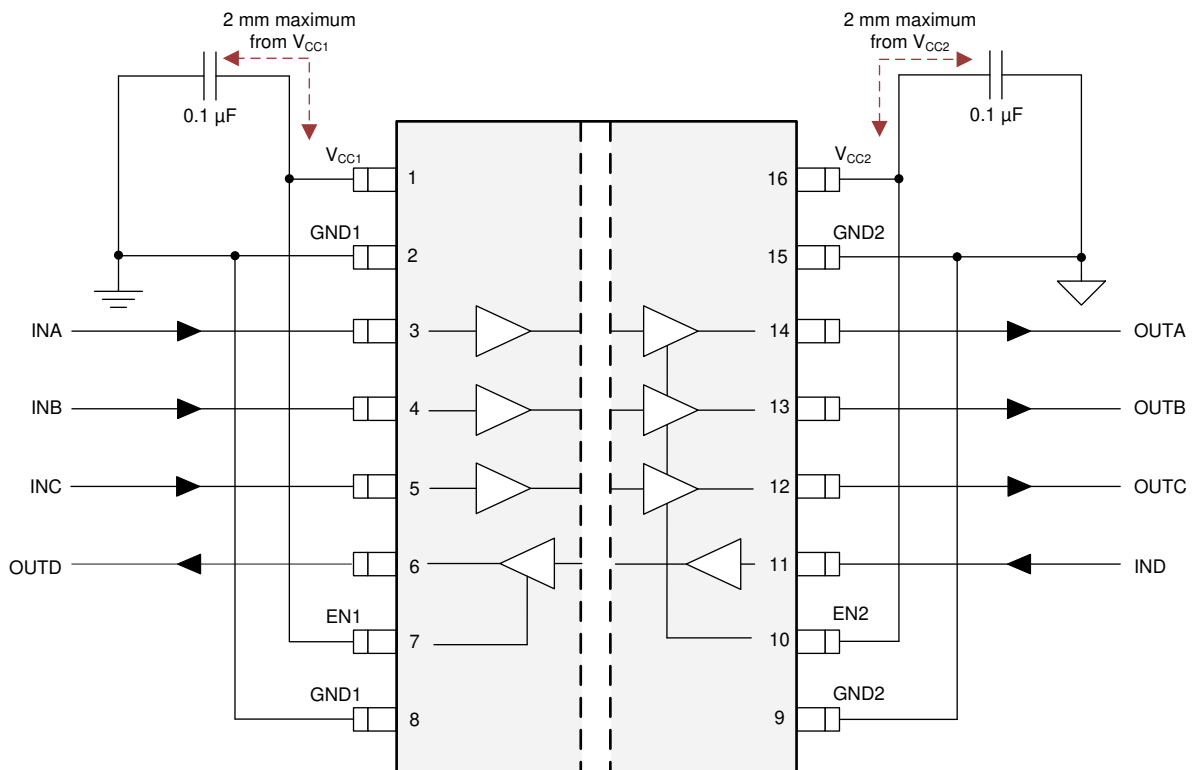 2 mm maximum
from VCC1
2 mm maximum
from VCC2
0.1 µF
0.1 µF
VCC1
1
16
VCC2
GND1
2
15
GND2
INA
3
14
OUTA
INB
4
13
OUTB
INC
5
12
OUTC
OUTD
6
11
IND
EN1
7
10
EN2
GND1
8
9
GND2